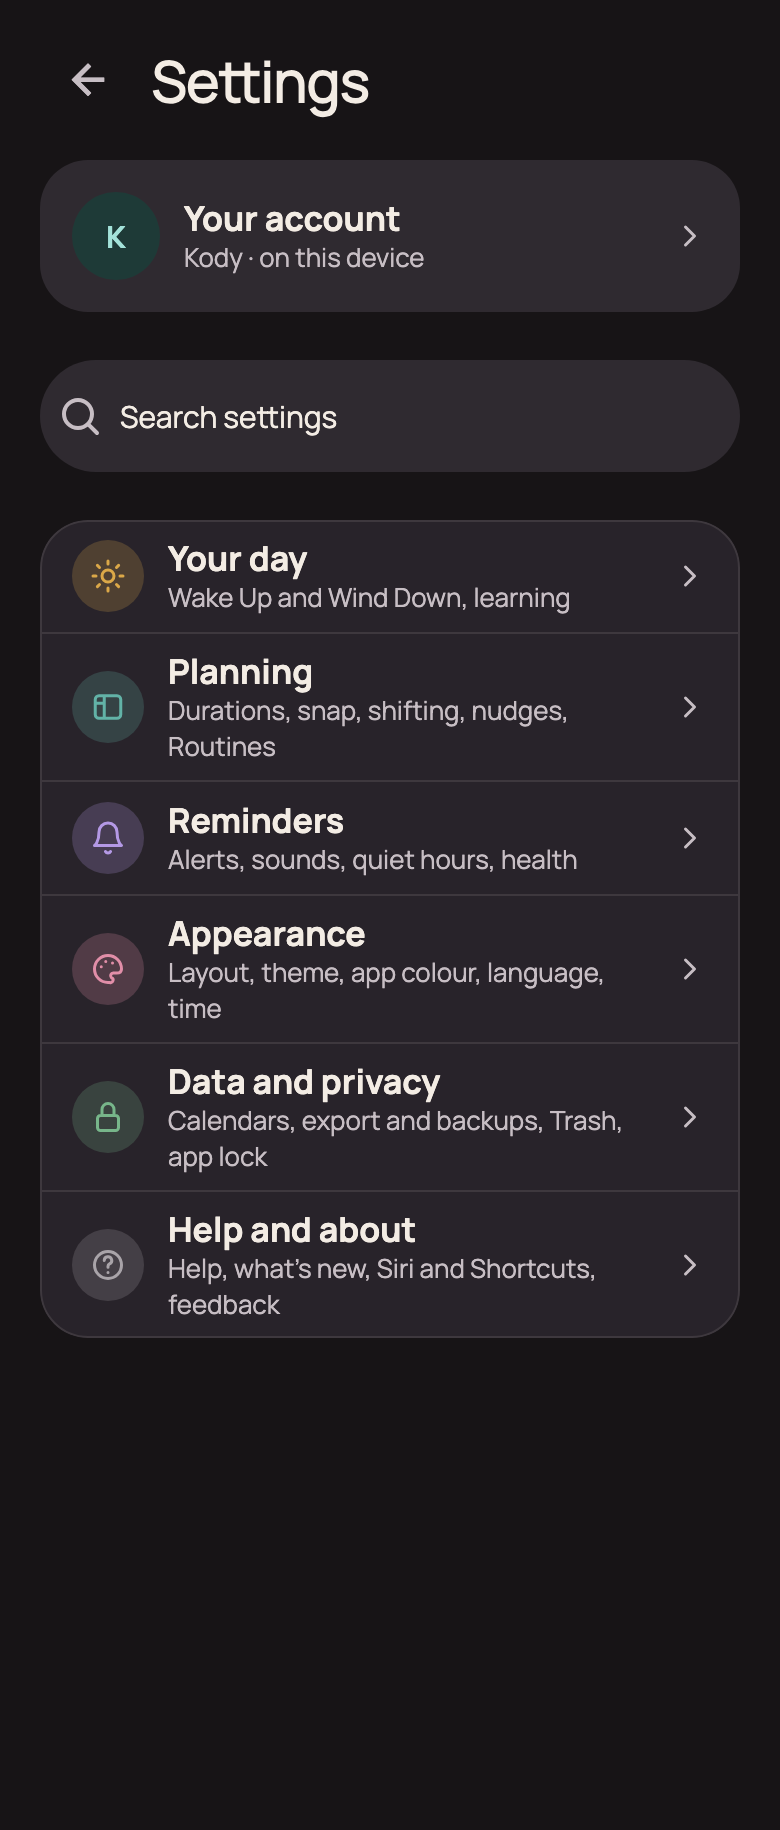 Settings
K
Your account
Kody · on this device
Search settings
Your day
Wake Up and Wind Down, learning
Planning
Durations, snap, shifting, nudges,
Routines
Reminders
Alerts, sounds, quiet hours, health
Appearance
Layout, theme, app colour, language,
time
Data and privacy
Calendars, export and backups, Trash,
app lock
Help and about
Help, what’s new, Siri and Shortcuts,
feedback